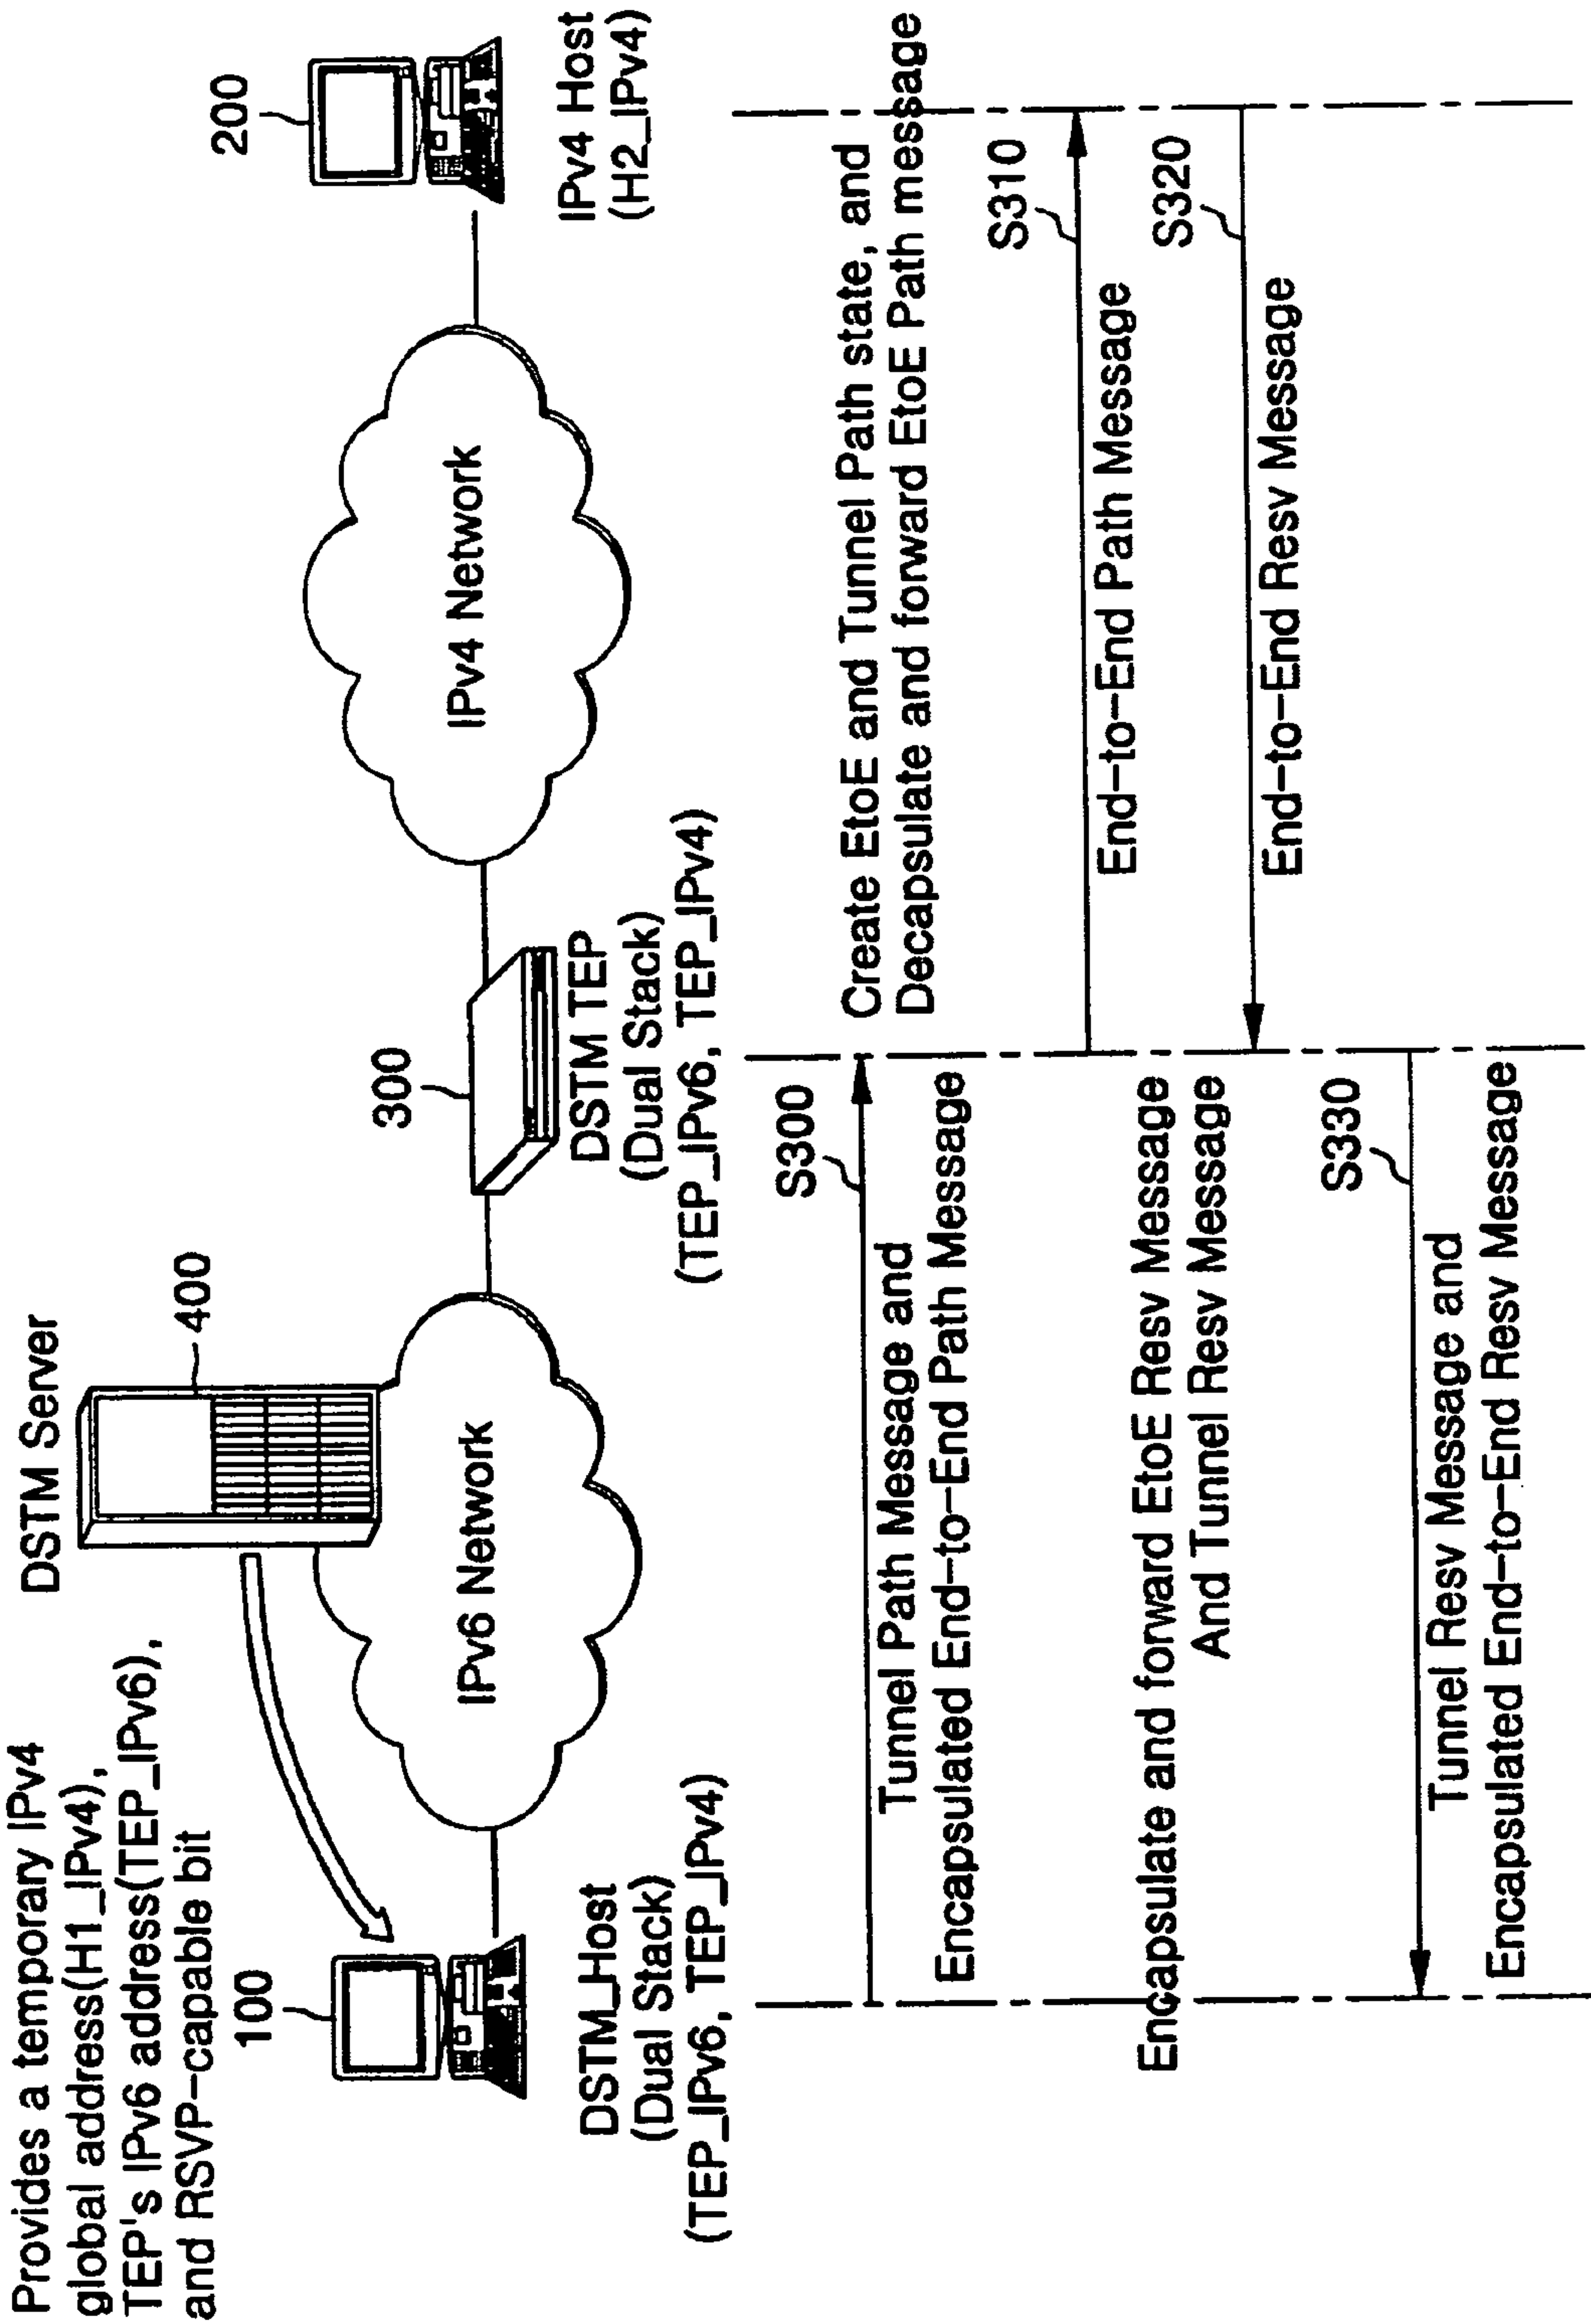 Provides a temporary IPv4
global address(H1_IPv4),
TEP's IPv6 address(TEP_IPv6),
and RSVP-capable bit
DSTM Server
400
100
DSTM_Host
(Dual Stack)
(TEP_IPv6, TEP_IPv4)
IPv6 Network
300
DSTM TEP
(Dual Stack)
(TEP_IPv6, TEP_IPv4)
IPv4 Network
200
IPv4 Host
(H2_IPv4)
S300
Tunnel Path Message and
Encapsulated End-to-End Path Message
Create EtoE and Tunnel Path state, and
Decapsulate and forward EtoE Path message
S310
End-to-End Path Message
S320
End-to-End Resv Message
Encapsulate and forward EtoE Resv Message
And Tunnel Resv Message
S330
Tunnel Resv Message and
Encapsulated End-to-End Resv Message